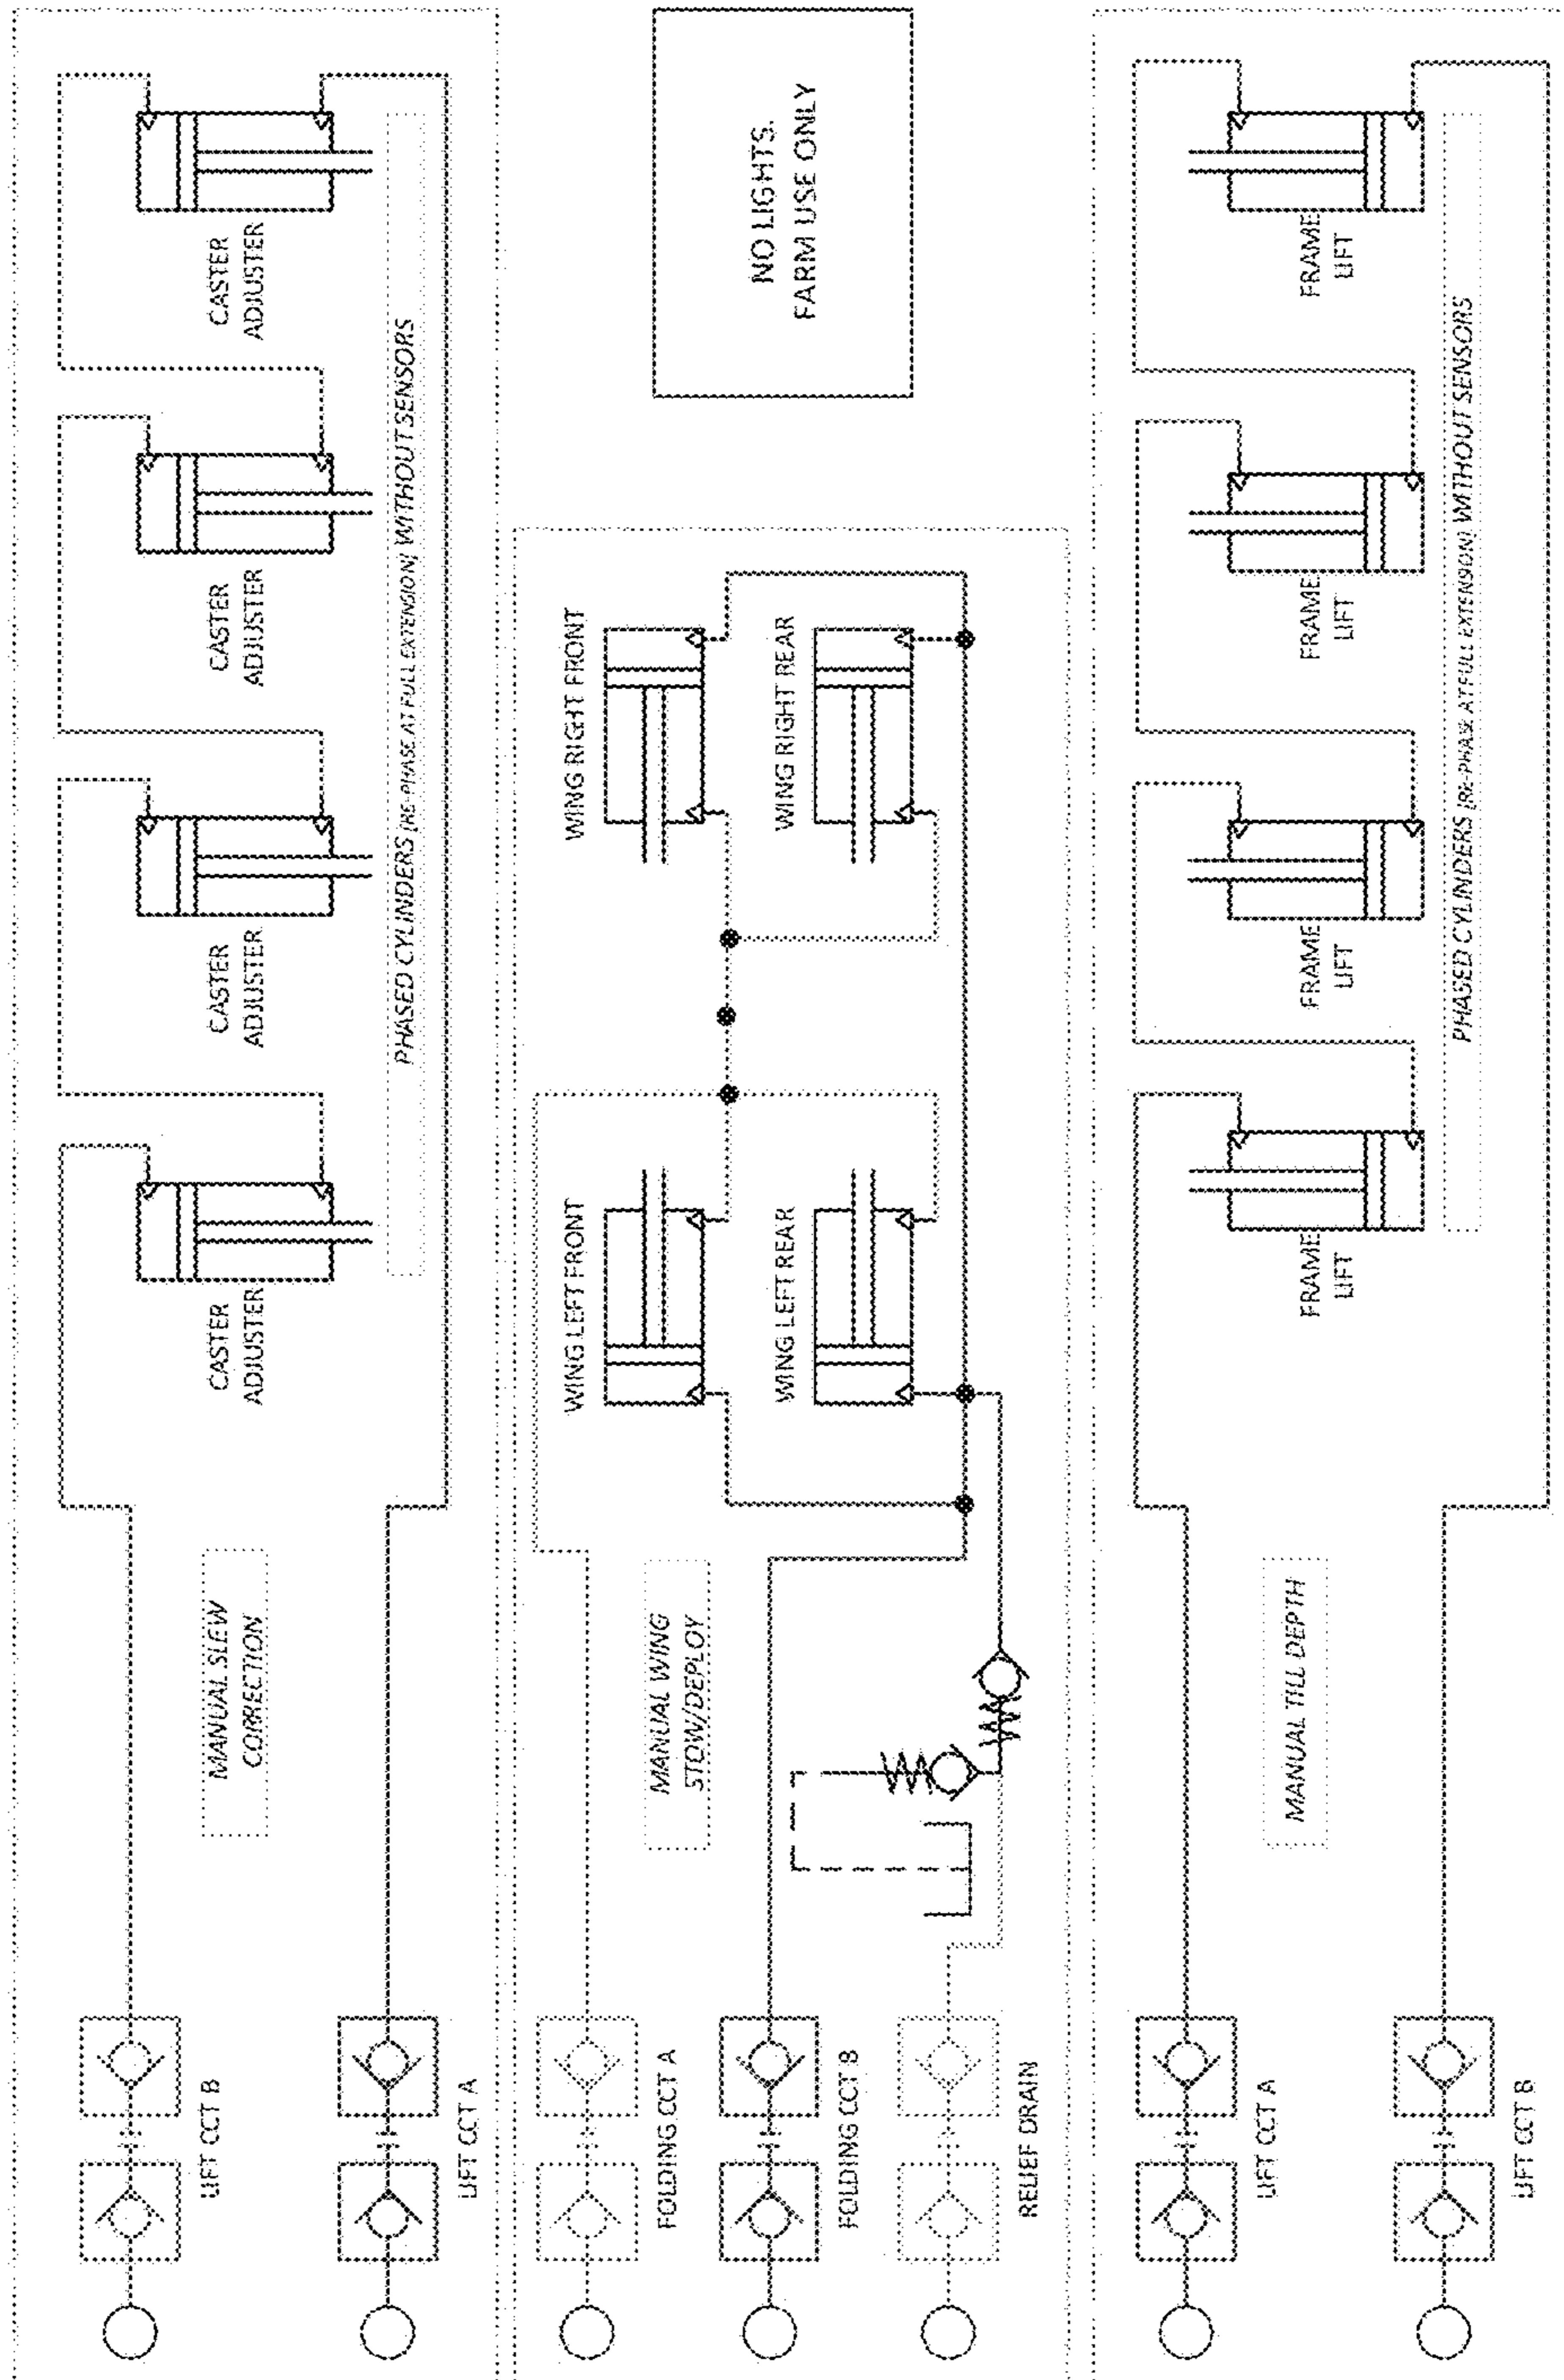 LIFT CCT B
MANUAL SLEW
CORRECTION
CASTER
ADJUSTER
CASTER
ADJUSTER
CASTER
ADJUSTER
CASTER
ADJUSTER
PHASED CYLINDERS (RE-PHASE AT FULL EXTENSION) WITHOUT SENSORS
LIFT CCT A
WING LEFT FRONT
WING RIGHT FRONT
FOLDING CCT A
MANUAL WING
STOW/DEPLOY
WING LEFT REAR
WING RIGHT REAR
NO LIGHTS.
FARM USE ONLY
FOLDING CCT B
RELIEF DRAIN
LIFT CCT A
MANUAL TILL DEPTH
FRAME
LIFT
FRAME
LIFT
FRAME
LIFT
FRAME
LIFT
PHASED CYLINDERS (RE-PHASE AT FULL EXTENSION) WITHOUT SENSORS
LIFT CCT B